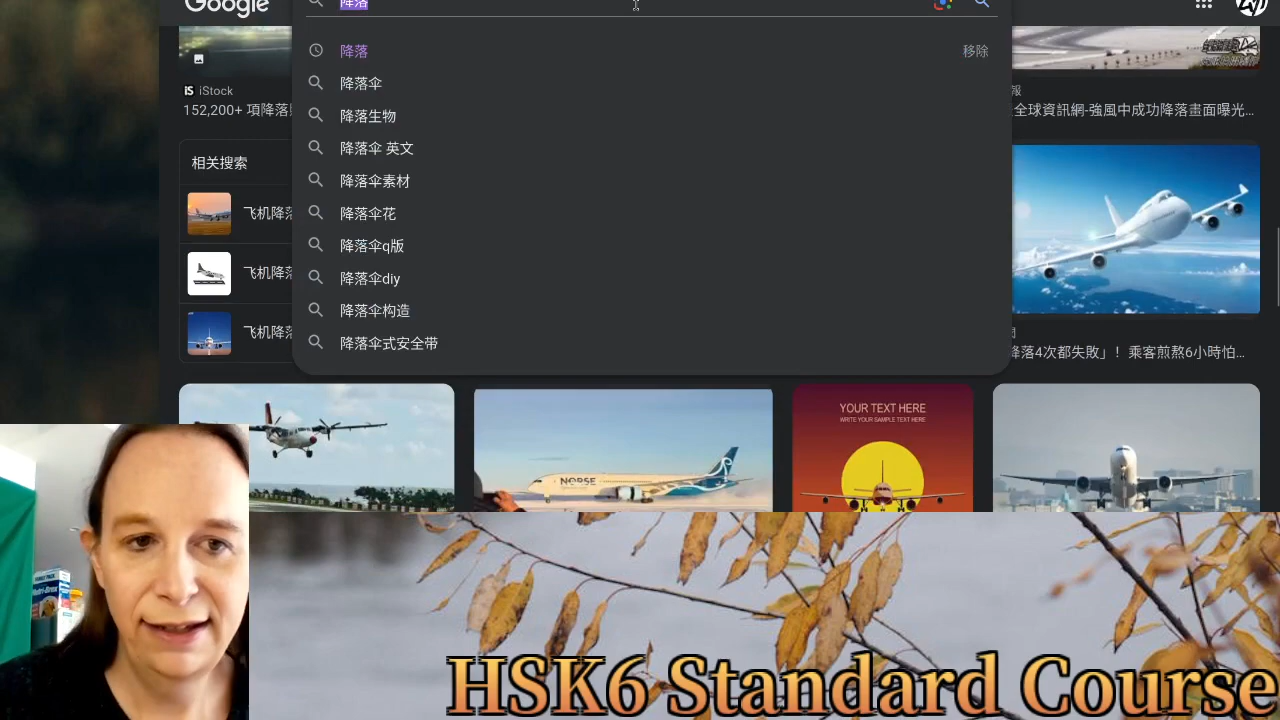 Google
降落
降落
移除
降落伞
降落生物
降落伞 英文
降落伞素材
降落伞花
降落伞q版
降落伞diy
降落伞构造
降落伞式安全带
iS iStock
152,200+ 項降落
報
全球資訊網-強風中成功降落畫面曝光...
相关搜索
飞机降落
飞机降落
飞机降落
降落4次都失敗」！ 乘客煎熬6小時怕...
YOUR TEXT HERE
WRITE YOUR SAMPLE TEXT HERE
NORSE
HSK6 Standard Course